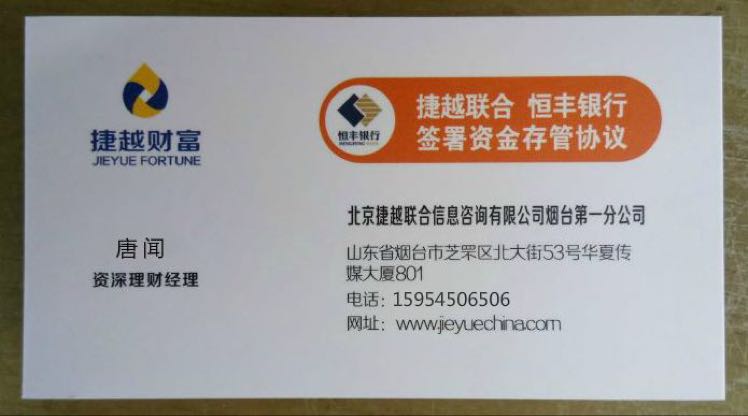 捷越财富
JIEYUE FORTUNE
唐闻
资深理财经理
恒丰银行
捷越联合 恒丰银行
签署资金存管协议
北京捷越联合信息咨询有限公司烟台第一分公司
山东省烟台市芝罘区北大街53号华夏传
媒大厦801
电话：15954506506
网址：www.jieyuechina.com